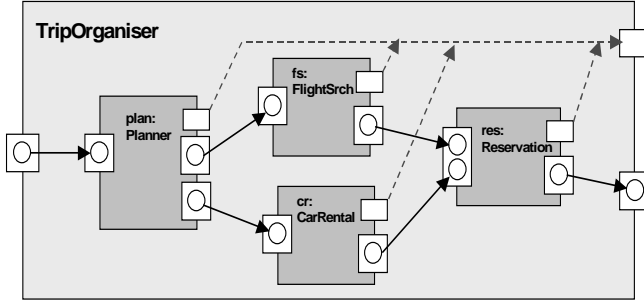 TripOrganiser
fs:
FlightSrch
plan:
Planner
res:
Reservation
cr:
CarRental